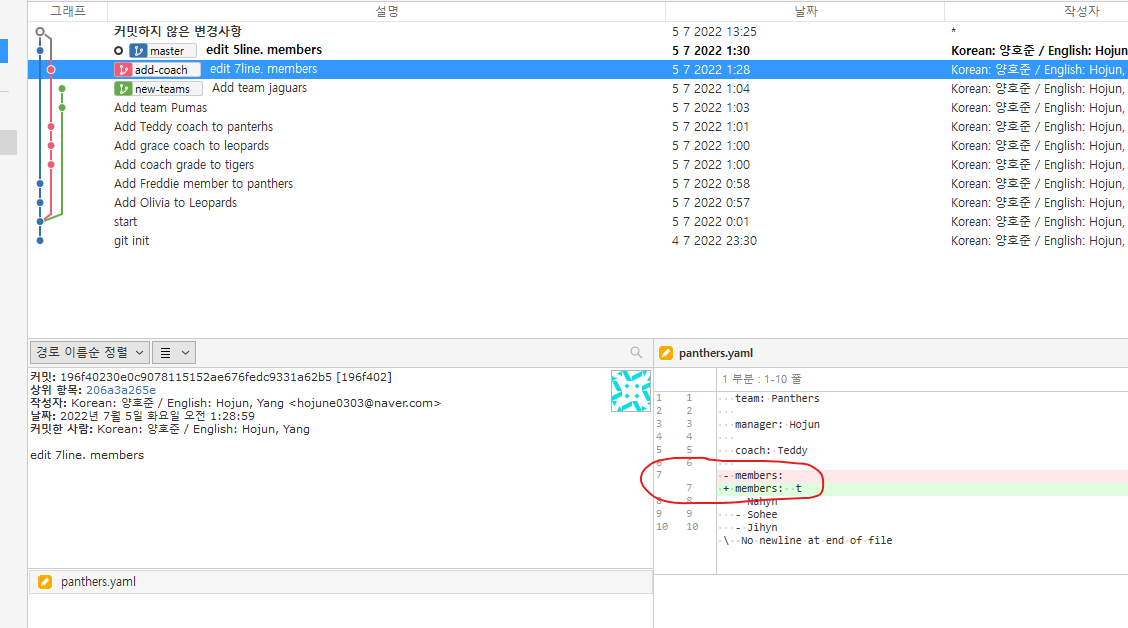 그래프 설명 날짜 작성자
커밋하지 않은 변경사항 5 7 2022 13:25 *
master edit 5line. members 5 7 2022 1:30 Korean: 양호준 / English: Hojun
add-coach edit 7line. members 5 7 2022 1:28 Korean: 양호준 / English: Hojun,
new-teams Add team jaguars 5 7 2022 1:04 Korean: 양호준 / English: Hojun,
Add team Pumas 5 7 2022 1:03 Korean: 양호준 / English: Hojun,
Add Teddy coach to panterhs 5 7 2022 1:01 Korean: 양호준 / English: Hojun,
Add grace coach to leopards 5 7 2022 1:00 Korean: 양호준 / English: Hojun,
Add coach grade to tigers 5 7 2022 1:00 Korean: 양호준 / English: Hojun,
Add Freddie member to panthers 5 7 2022 0:58 Korean: 양호준 / English: Hojun,
Add Olivia to Leopards 5 7 2022 0:57 Korean: 양호준 / English: Hojun,
start 5 7 2022 0:01 Korean: 양호준 / English: Hojun,
git init 4 7 2022 23:30 Korean: 양호준 / English: Hojun,
경로 이름순 정렬
커밋: 196f40230e0c9078115152ae676fedc9331a62b5 [196f402]
상위 항목: 206a3a265e
작성자: Korean: 양호준 / English: Hojun, Yang <hojune0303@naver.com>
날짜: 2022년 7월 5일 화요일 오전 1:28:59
커밋한 사람: Korean: 양호준 / English: Hojun, Yang
edit 7line. members
panthers.yaml
panthers.yaml
1 부분 : 1-10 줄
1 1 team: Panthers
2 2
3 3 manager: Hojun
4 4
5 5 coach: Teddy
6 6
7 - members:
7 + members: t
8 8 - Nahyn
9 9 - Sohee
10 10 - Jihyn
\ No newline at end of file